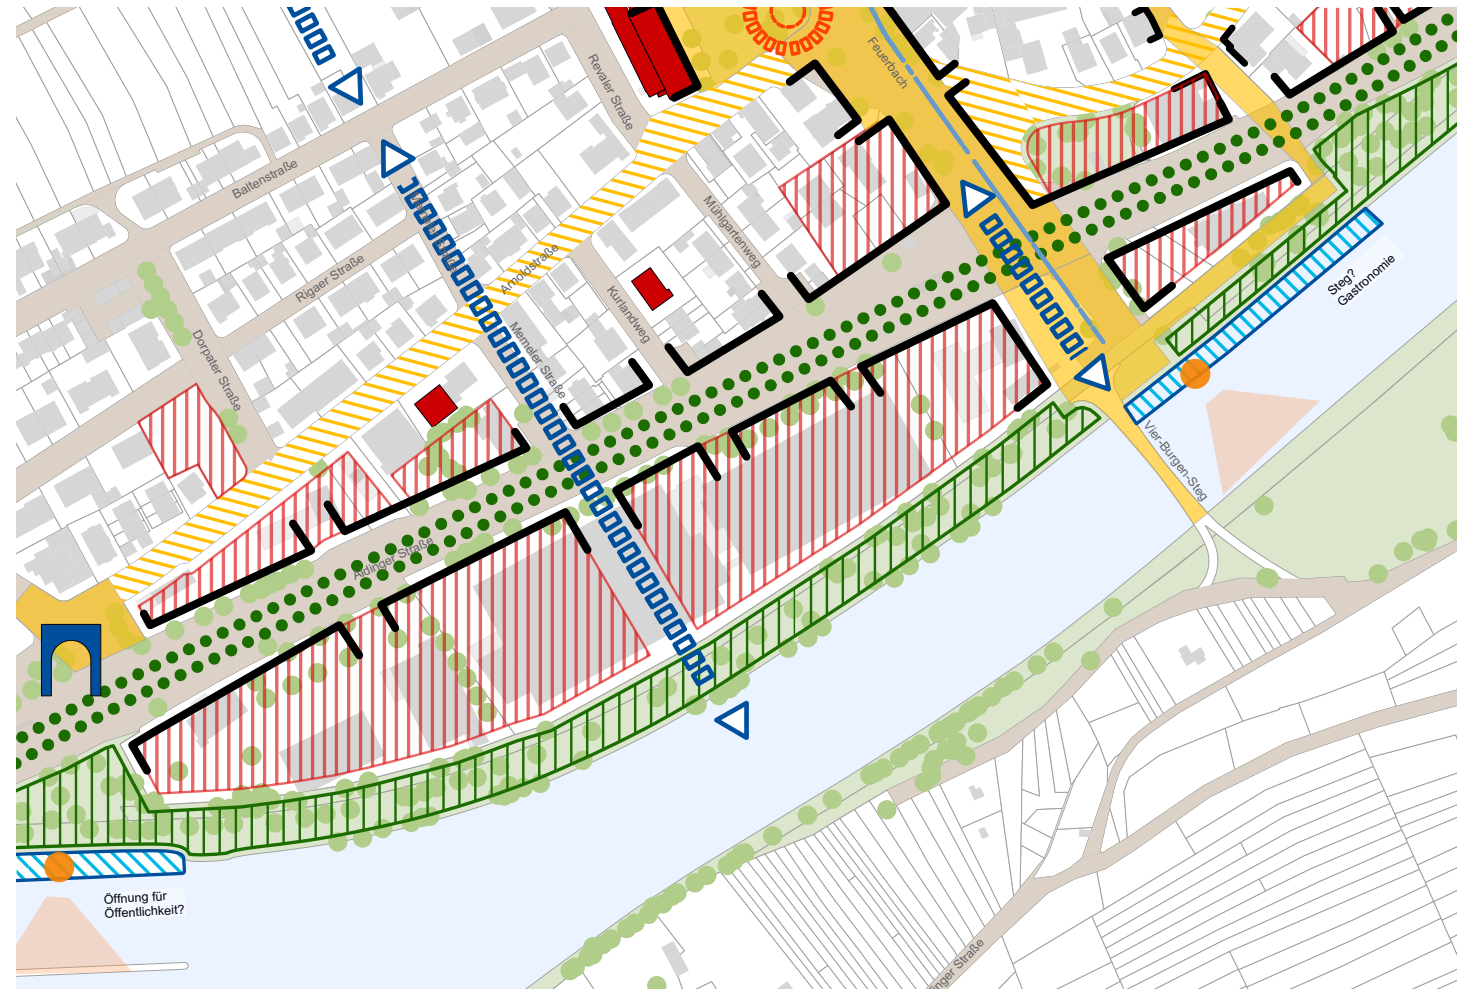 Feuerbach
Revaler Straße
Baltenstraße
Mühlgartenweg
Arnoldstraße
Rigaer Straße
Steg?
Gastronomie
Kurlandweg
Memeler Straße
Dorpater Straße
Vier-Burgen-Steg
Aldinger Straße
Öffnung für
Öffentlichkeit?
inger Straße